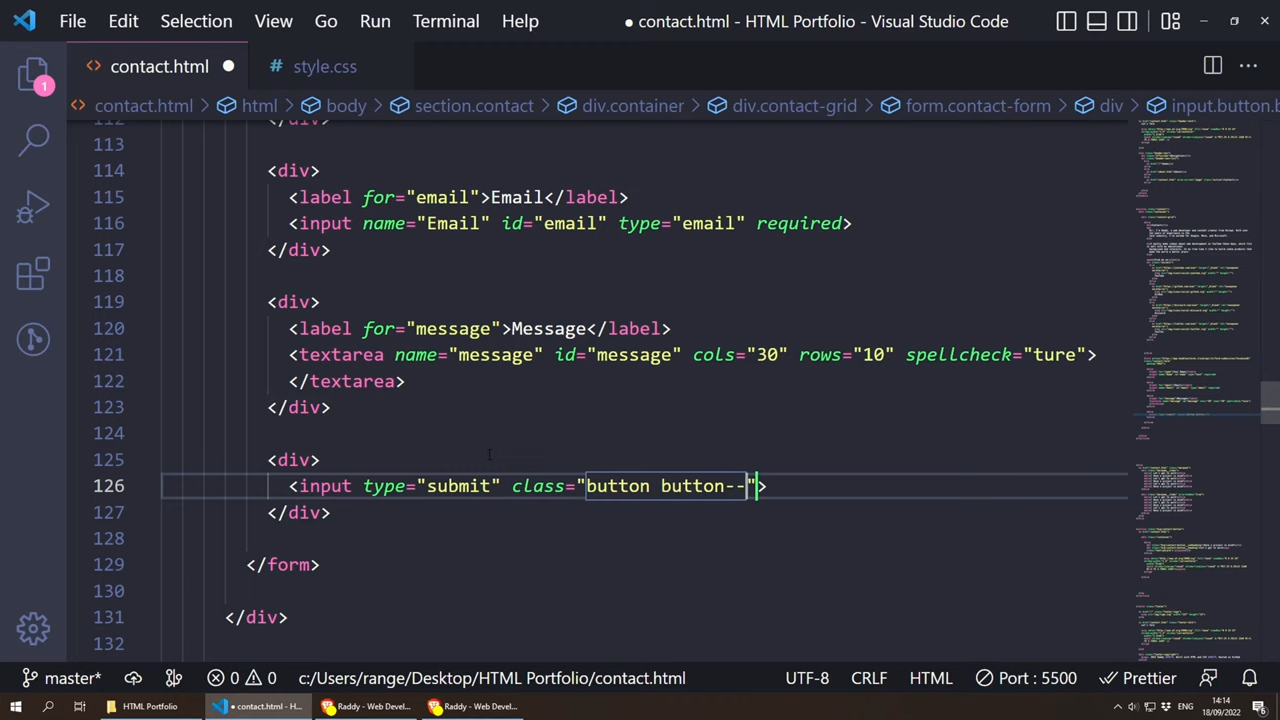 File Edit Selection View Go Run Terminal Help ● contact.html - HTML Portfolio - Visual Studio Code
<> contact.html ● # style.css
<> contact.html > html > body > section.contact > div.container > div.contact-grid > form.contact-form > div > input.button.b
1
112 </div>
113
114 <div>
115 <label for="email">Email</label>
116 <input name="Email" id="email" type="email" required>
117 </div>
118
119 <div>
120 <label for="message">Message</label>
121 <textarea name="message" id="message" cols="30" rows="10" spellcheck="ture">
122 </textarea>
123 </div>
124
125 <div>
126 <input type="submit" class="button button--">
127 </div>
128
129 </form>
130
131 </div>
132
master* 0 0 c:/Users/range/Desktop/HTML Portfolio/contact.html UTF-8 CRLF HTML Port : 5500 Prettier
HTML Portfolio ● contact.html - H... Raddy - Web Devel... Raddy - Web Devel... 14:14
18/09/2022